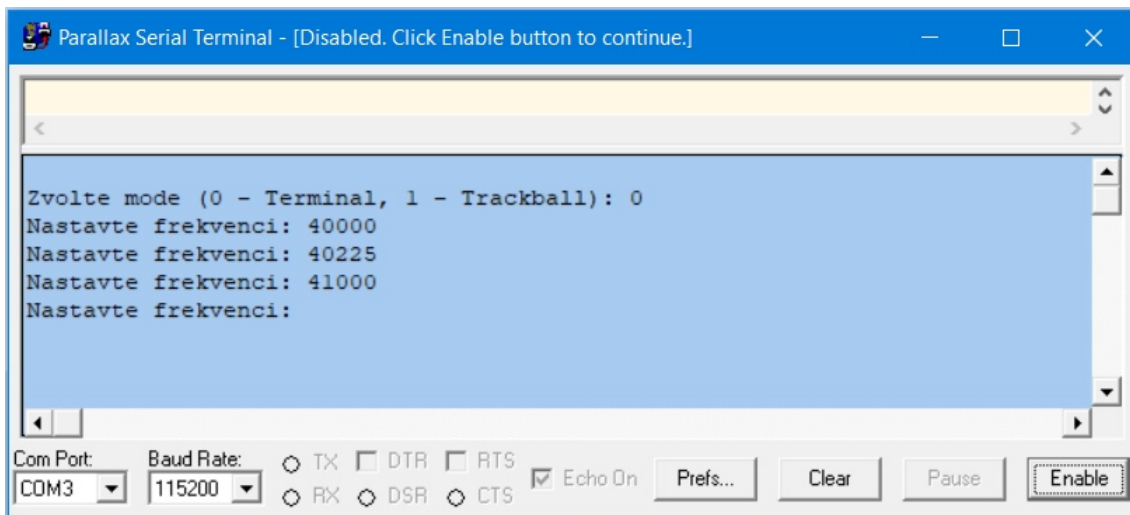 Parallax Serial Terminal - [Disabled. Click Enable button to continue.]
Zvolte mode (0 - Terminal, 1 - Trackball): 0
Nastavte frekvenci: 40000
Nastavte frekvenci: 40225
Nastavte frekvenci: 41000
Nastavte frekvenci:
Com Port: Baud Rate: TX DTR RTS
COM3 115200 RX DSR CTS Echo On Prefs... Clear Pause Enable